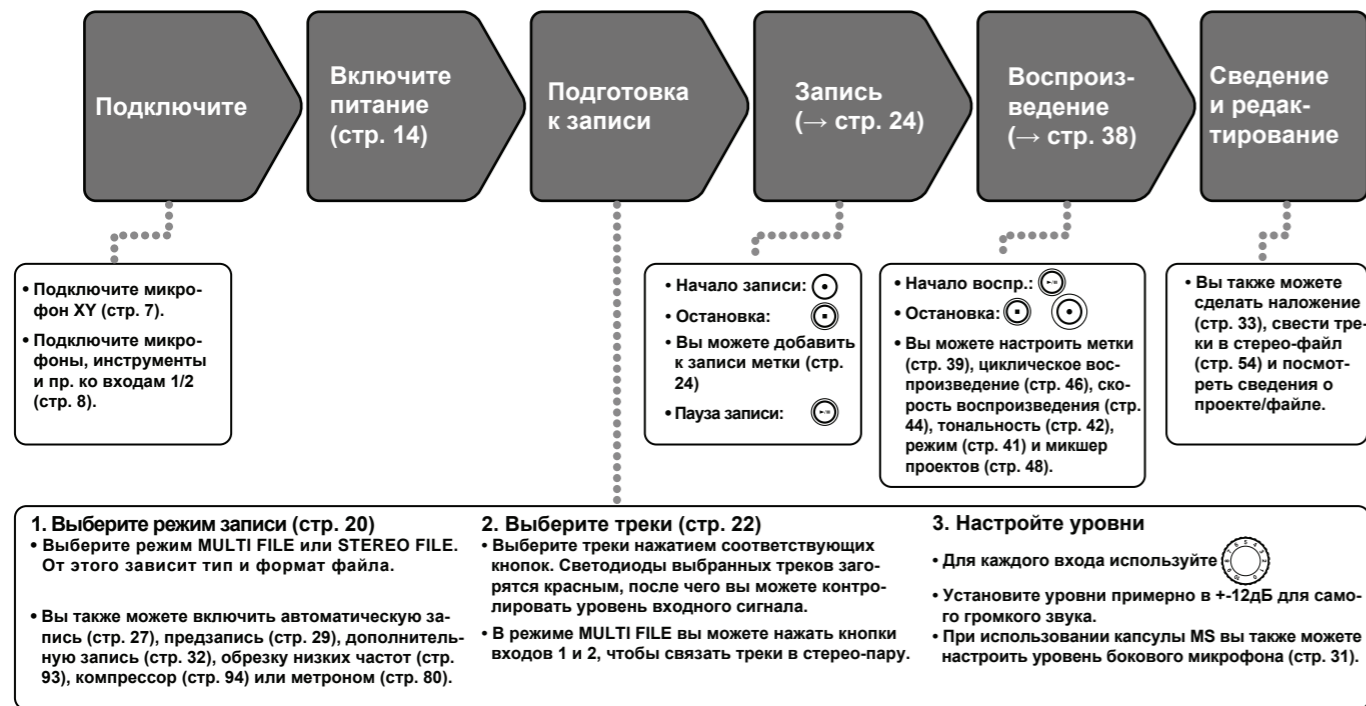 Подключите
Включите
питание
(стр. 14)
Подготовка
к записи
Запись
(→ стр. 24)
Воспроиз-
ведение
(→ стр. 38)
Сведение
и редак-
тирование
• Подключите микро-
фон XY (стр. 7).
• Подключите микро-
фоны, инструменты
и пр. ко входам 1/2
(стр. 8).
• Начало записи:
• Остановка:
• Вы можете добавить
к записи метки (стр.
24)
• Пауза записи:
• Начало воспр.:
• Остановка:
• Вы можете настроить метки
(стр. 39), циклическое вос-
произведение (стр. 46), ско-
рость воспроизведения (стр.
44), тональность (стр. 42),
режим (стр. 41) и микшер
проектов (стр. 48).
• Вы также можете
сделать наложение
(стр. 33), свести тре-
ки в стерео-файл
(стр. 54) и посмот-
реть сведения о
проекте/файле.
1. Выберите режим записи (стр. 20)
• Выберите режим MULTI FILE или STEREO FILE.
От этого зависит тип и формат файла.
• Вы также можете включить автоматическую за-
пись (стр. 27), предзапись (стр. 29), дополнитель-
ную запись (стр. 32), обрезку низких частот (стр.
93), компрессор (стр. 94) или метроном (стр. 80).
2. Выберите треки (стр. 22)
• Выберите треки нажатием соответствующих
кнопок. Светодиоды выбранных треков заго-
рятся красным, после чего вы можете контро-
лировать уровень входного сигнала.
• В режиме MULTI FILE вы можете нажать кнопки
входов 1 и 2, чтобы связать треки в стерео-пару.
3. Настройте уровни
• Для каждого входа используйте
• Установите уровни примерно в +-12дБ для само-
го громкого звука.
• При использовании капсулы MS вы также можете
настроить уровень бокового микрофона (стр. 31).